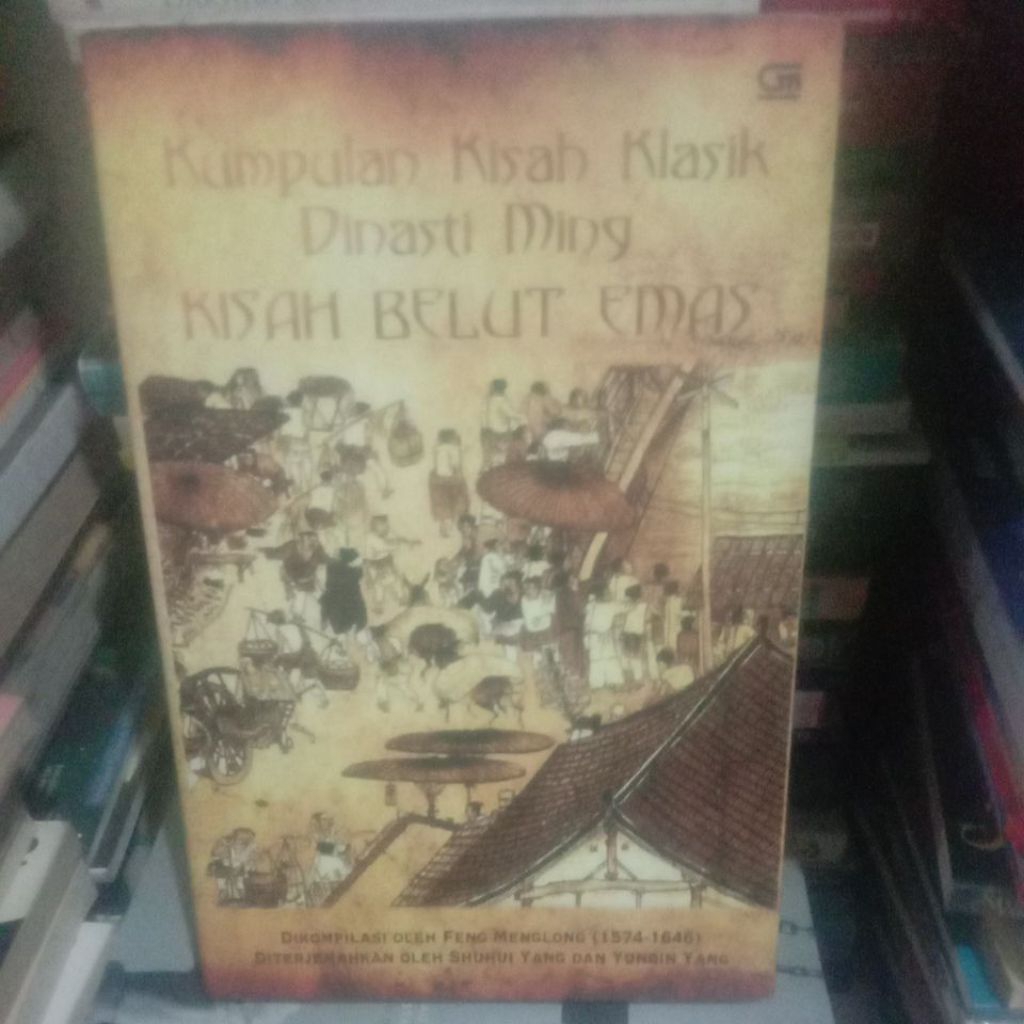 Kumpulan Kisah Klasik
Dinasti Ming
KISAH BELUT EMAS
DIKOMPILASI OLEH FENG MENGLONG (1574-1646)
DITERJEMAHKAN OLEH SHUHUI YANG DAN YUNQIN YANG